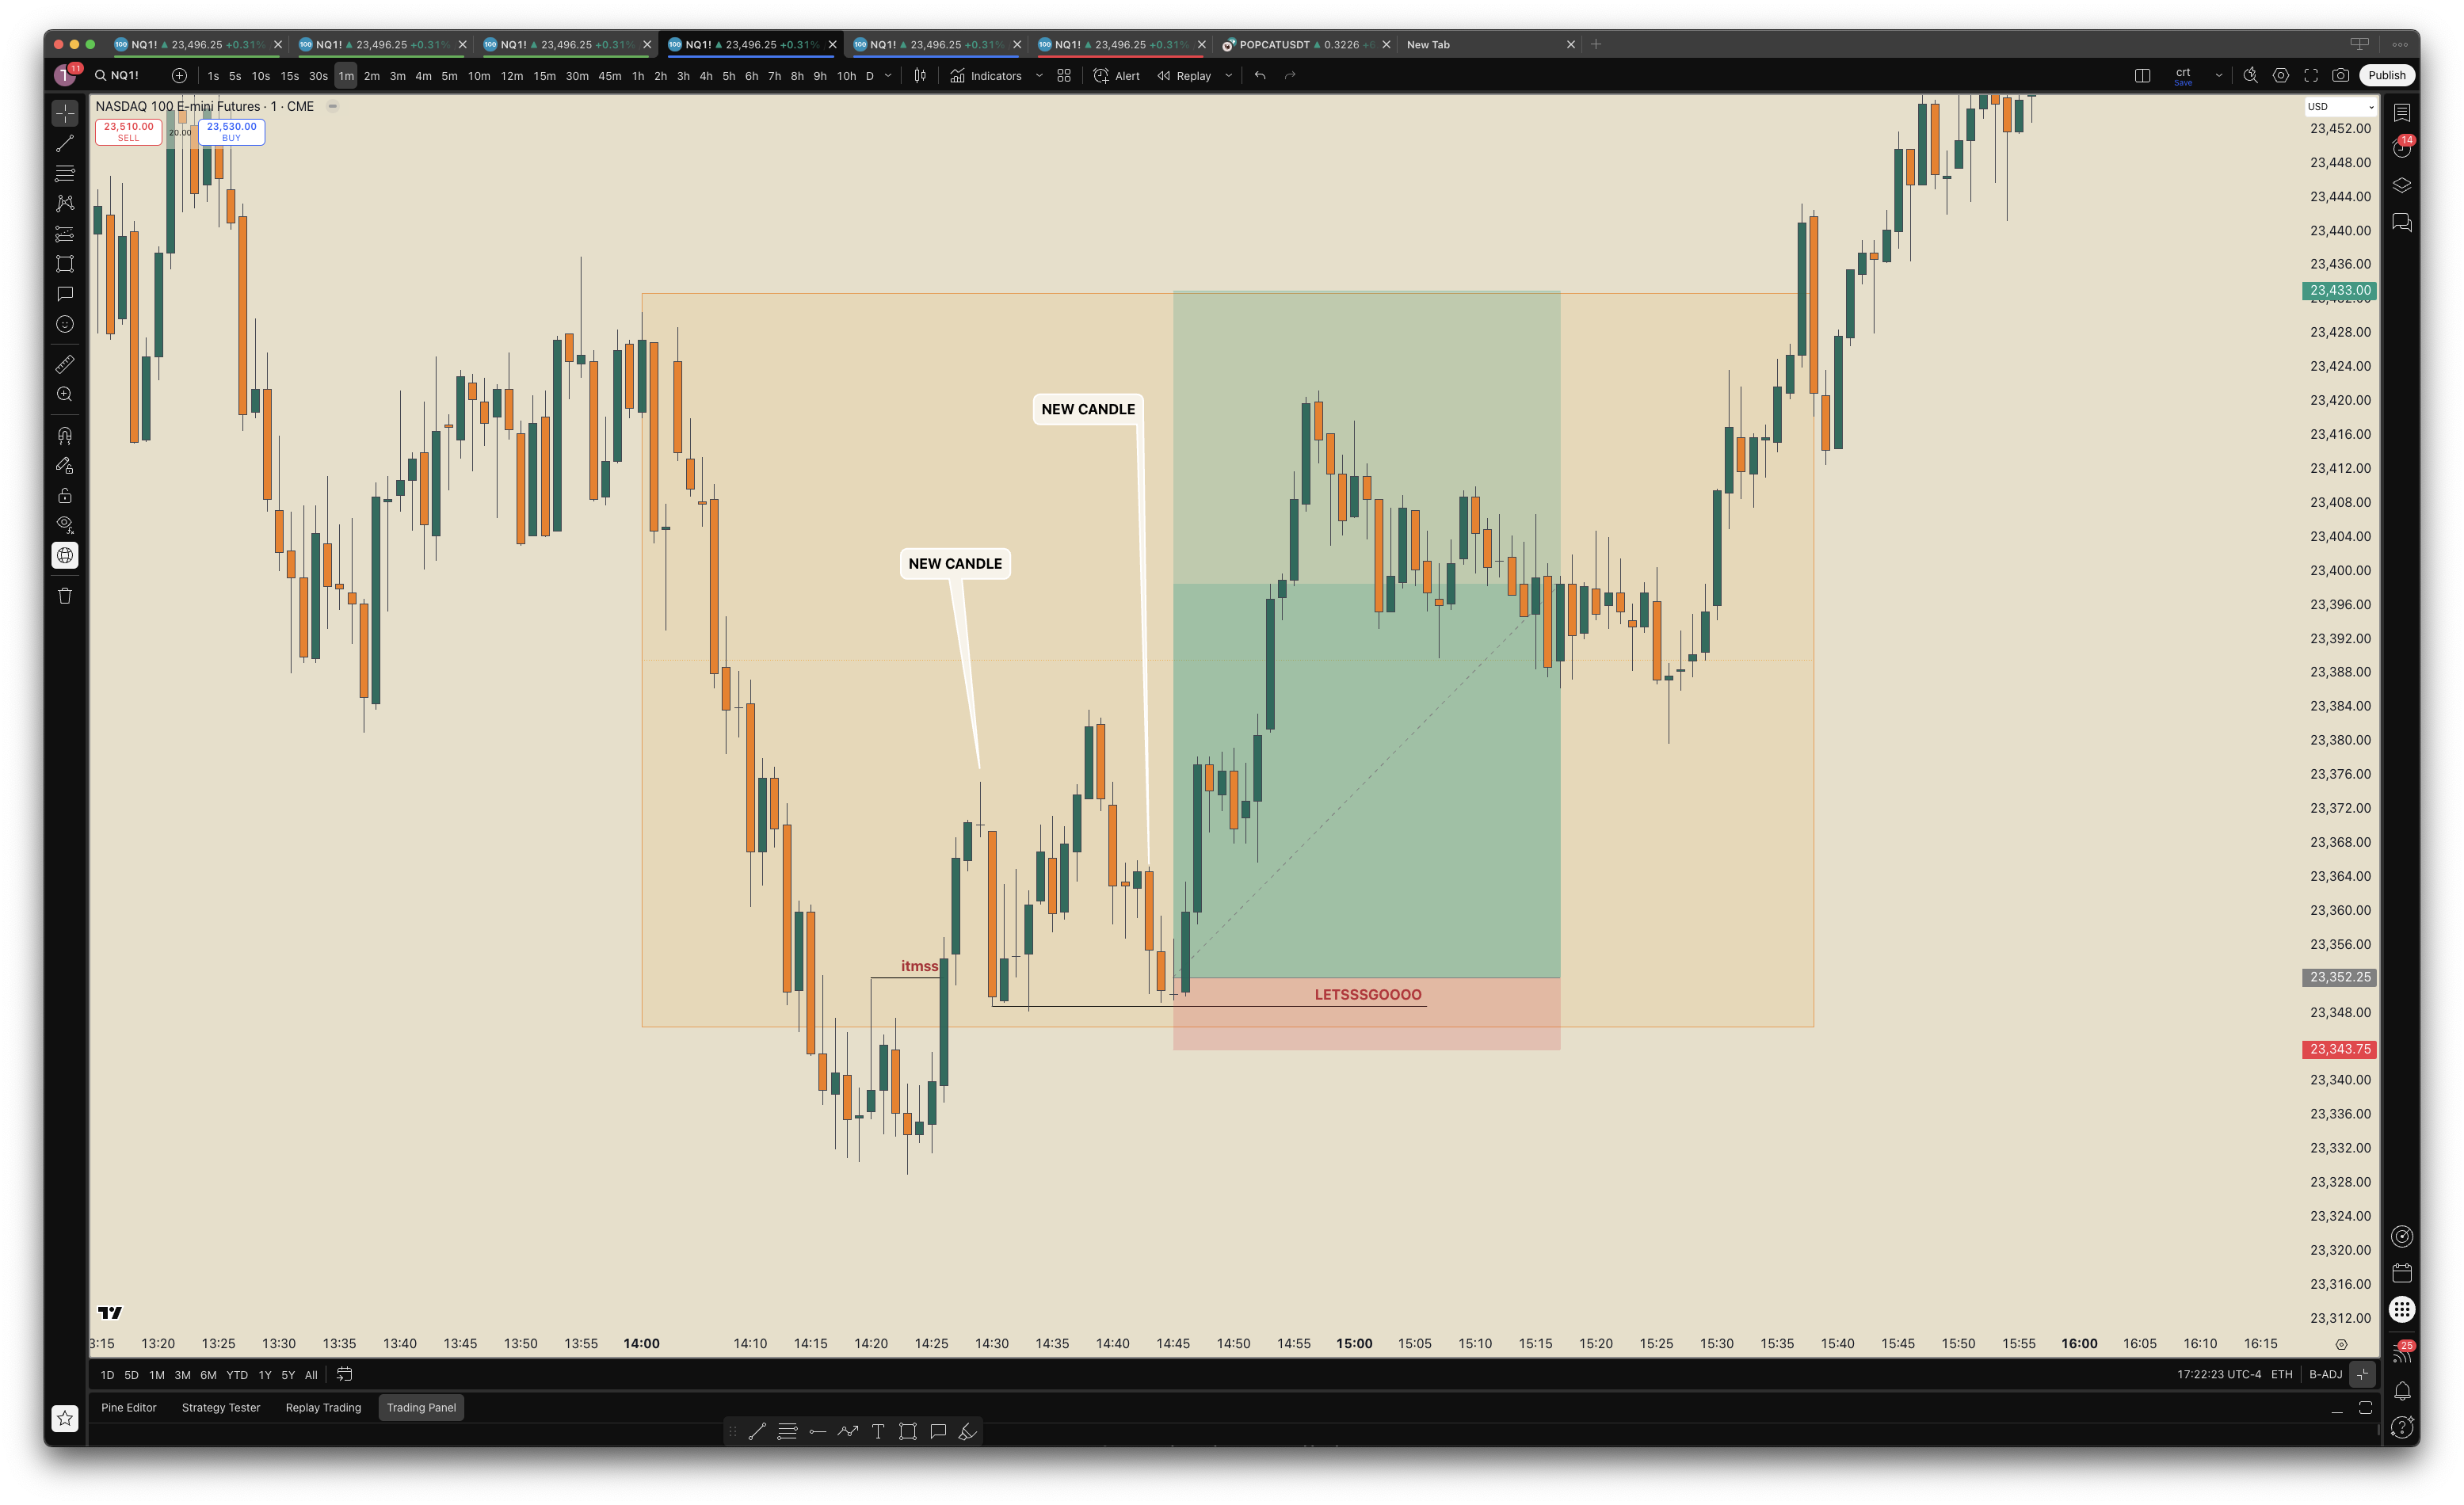 NQ1! 23,496.25 +0.31%
NQ1! 23,496.25 +0.31%
NQ1! 23,496.25 +0.31%
NQ1! 23,496.25 +0.31%
NQ1! 23,496.25 +0.31%
NQ1! 23,496.25 +0.31%
POPCATUSDT 0.3226
New Tab
11
NQ1!
1s 5s 10s 15s 30s 1m 2m 3m 4m 5m 10m 12m 15m 30m 45m 1h 2h 3h 4h 5h 6h 7h 8h 9h 10h D
Indicators
Alert
Replay
crt
Save
Publish
NASDAQ 100 E-mini Futures · 1 · CME
23,510.00
SELL
20.00
23,530.00
BUY
USD
14
23,452.00
23,448.00
23,444.00
23,440.00
23,436.00
23,433.00
23,428.00
23,424.00
23,420.00
23,416.00
23,412.00
23,408.00
23,404.00
23,400.00
23,396.00
23,392.00
23,388.00
23,384.00
23,380.00
23,376.00
23,372.00
23,368.00
23,364.00
23,360.00
23,356.00
23,352.25
23,348.00
23,343.75
23,340.00
23,336.00
23,332.00
23,328.00
23,324.00
23,320.00
23,316.00
23,312.00
NEW CANDLE
NEW CANDLE
itmss
LETSSSGOOOO
3:15 13:20 13:25 13:30 13:35 13:40 13:45 13:50 13:55 14:00 14:10 14:15 14:20 14:25 14:30 14:35 14:40 14:45 14:50 14:55 15:00 15:05 15:10 15:15 15:20 15:25 15:30 15:35 15:40 15:45 15:50 15:55 16:00 16:05 16:10 16:15
25
1D 5D 1M 3M 6M YTD 1Y 5Y All
17:22:23 UTC-4 ETH B-ADJ
Pine Editor Strategy Tester Replay Trading Trading Panel